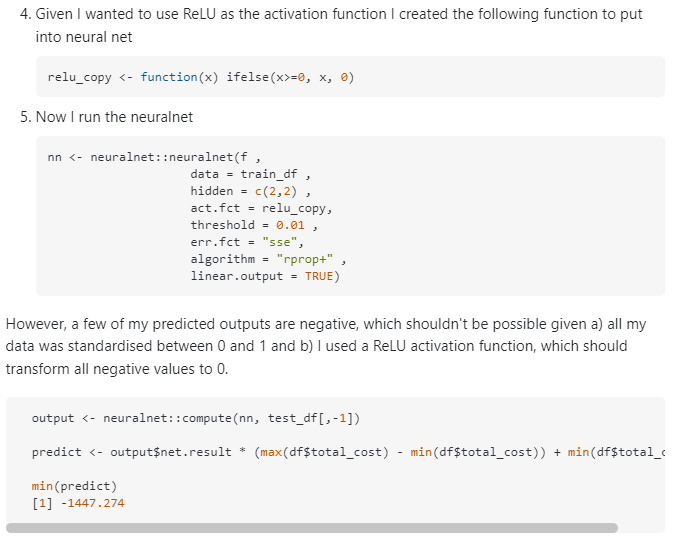 4. Given I wanted to use ReLU as the activation function I created the following function to put
into neural net
relu_copy <- function(x) ifelse(x>=0, x, 0)
5. Now I run the neuralnet
nn <- neuralnet::neuralnet(f ,
data = train_df ,
hidden = c(2,2) ,
act.fct = relu_copy,
threshold = 0.01 ,
err.fct = "sse",
algorithm = "rprop+" ,
linear.output = TRUE)
However, a few of my predicted outputs are negative, which shouldn't be possible given a) all my
data was standardised between 0 and 1 and b) I used a ReLU activation function, which should
transform all negative values to 0.
output <- neuralnet::compute(nn, test_df[,-1])
predict <- output$net.result * (max(df$total_cost) - min(df$total_cost)) + min(df$total_c
min(predict)
[1] -1447.274